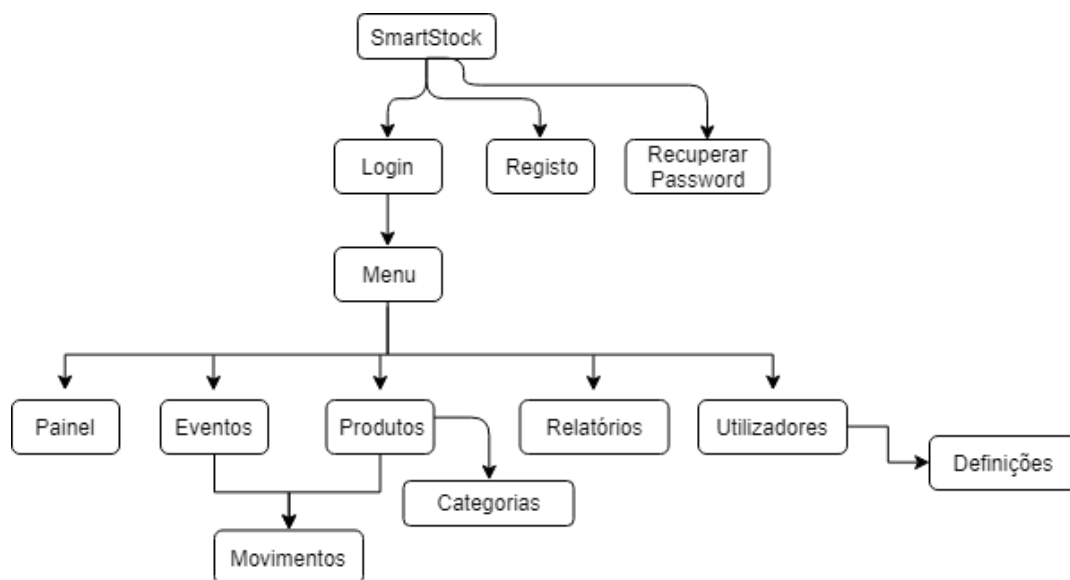 SmartStock
Login
Registo
Recuperar
Password
Menu
Painel
Eventos
Produtos
Relatórios
Utilizadores
Definições
Categorias
Movimentos